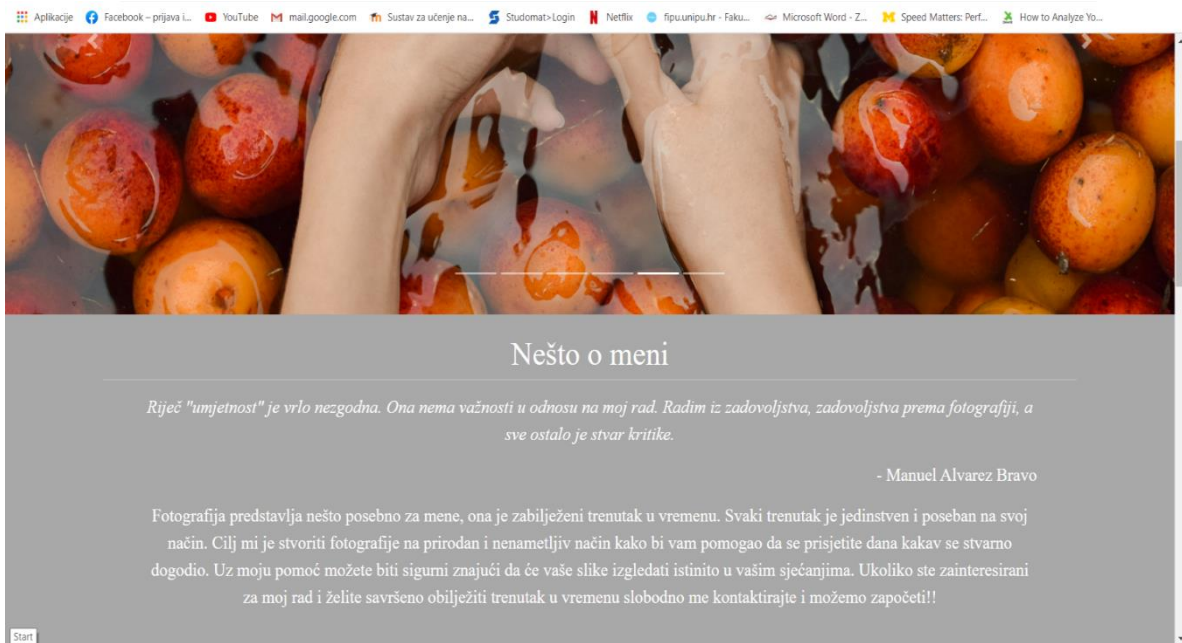 Aplikacije Facebook – prijava i... YouTube mail.google.com Sustav za učenje na... Studomat>Login Netflix fipu.unipu.hr - Faku... Microsoft Word - Z... Speed Matters: Perf... How to Analyze Yo...
Nešto o meni
Riječ "umjetnost" je vrlo nezgodna. Ona nema važnosti u odnosu na moj rad. Radim iz zadovoljstva, zadovoljstva prema fotografiji, a
sve ostalo je stvar kritike.
- Manuel Alvarez Bravo
Fotografija predstavlja nešto posebno za mene, ona je zabilježeni trenutak u vremenu. Svaki trenutak je jedinstven i poseban na svoj
način. Cilj mi je stvoriti fotografije na prirodan i nenametljiv način kako bi vam pomogao da se prisjetite dana kakav se stvarno
dogodio. Uz moju pomoć možete biti sigurni znajući da će vaše slike izgledati istinito u vašim sjećanjima. Ukoliko ste zainteresirani
za moj rad i želite savršeno obilježiti trenutak u vremenu slobodno me kontaktirajte i možemo započeti!!
Start